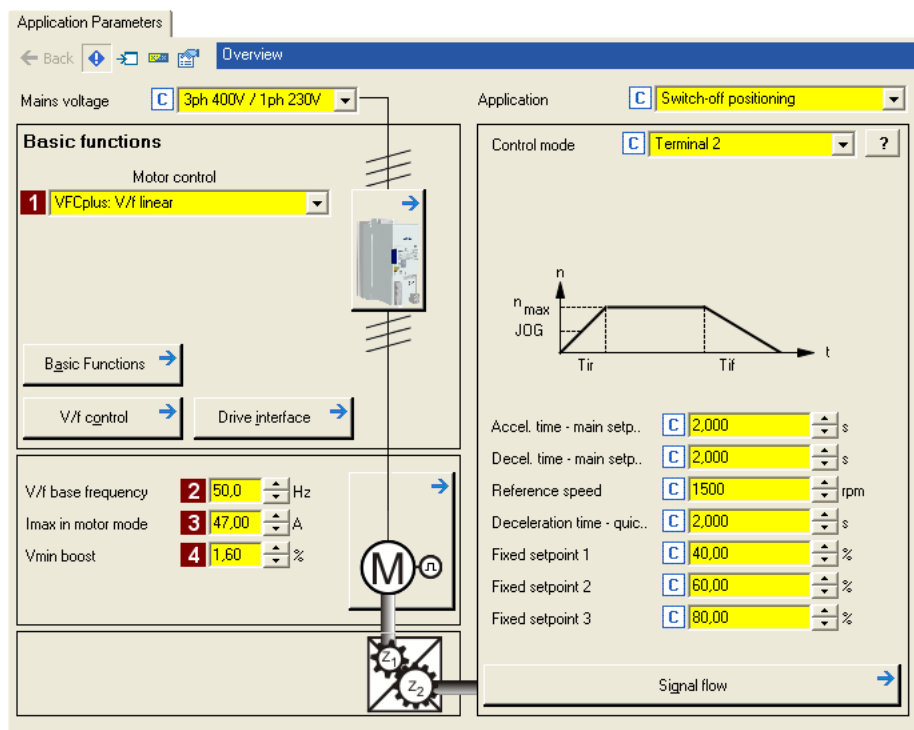 Application Parameters
Back
Overview
Mains voltage C 3ph 400V / 1ph 230V
Application C Switch-off positioning
Basic functions
Motor control
1 VFCplus: V/f linear
Basic Functions
V/f control Drive interface
V/f base frequency 2 50,0 Hz
Imax in motor mode 3 47,00 A
Vmin boost 4 1,60 %
M
Z1
Z2
Control mode C Terminal 2 ?
n
nmax
JOG
t
Tir Tif
Accel. time - main setp.. C 2,000 s
Decel. time - main setp.. C 2,000 s
Reference speed C 1500 rpm
Deceleration time - quic.. C 2,000 s
Fixed setpoint 1 C 40,00 %
Fixed setpoint 2 C 60,00 %
Fixed setpoint 3 C 80,00 %
Signal flow